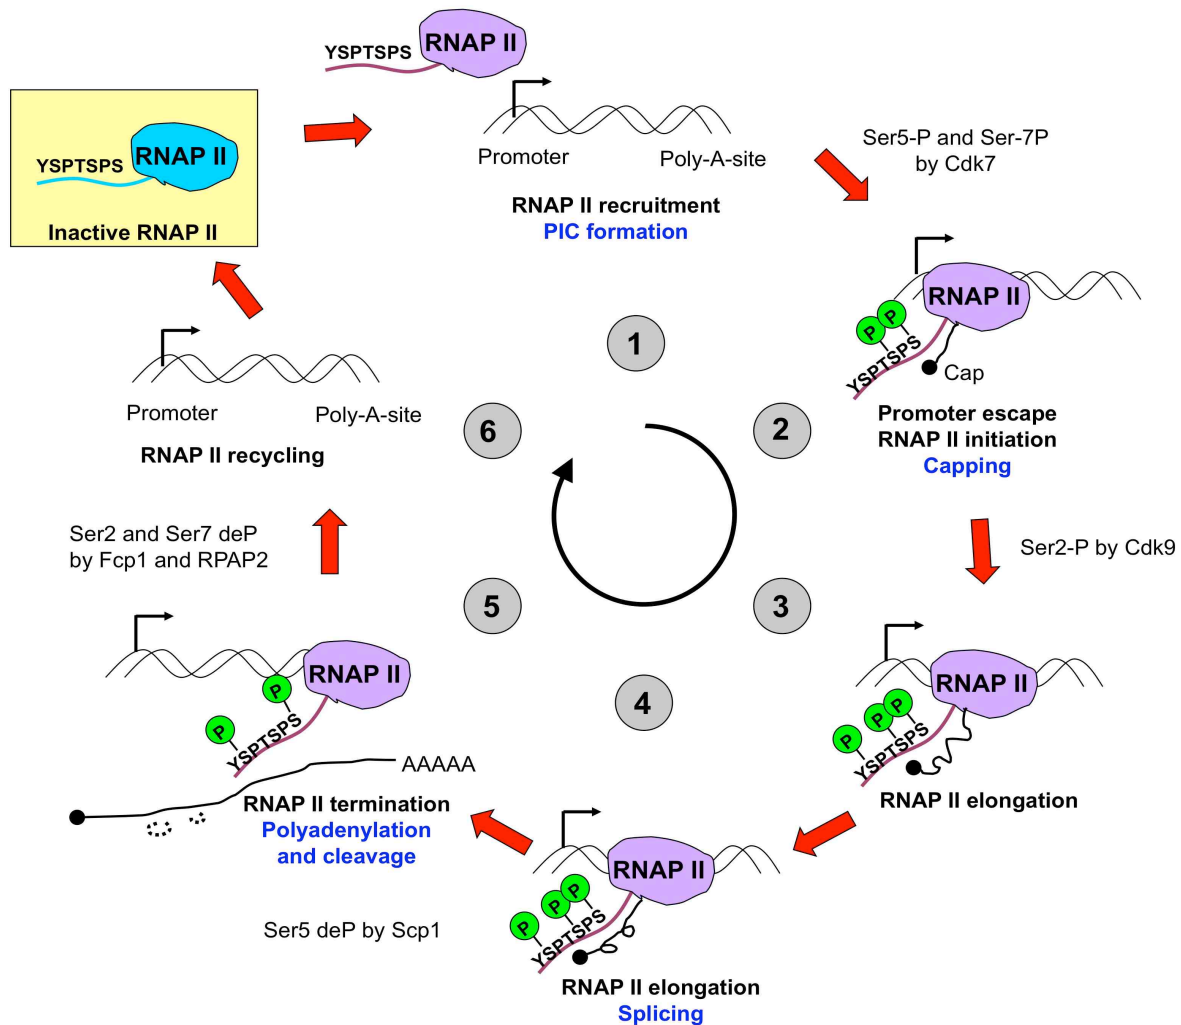 YSPTSPS
RNAP II
Promoter
Poly-A-site
RNAP II recruitment
PIC formation
1
Ser5-P and Ser-7P
by Cdk7
RNAP II
P
P
YSPTSPS
Cap
Promoter escape
RNAP II initiation
Capping
2
Ser2-P by Cdk9
RNAP II
P
P
P
YSPTSPS
RNAP II elongation
3
RNAP II
P
P
P
YSPTSPS
RNAP II elongation
Splicing
4
Ser5 deP by Scp1
RNAP II
P
P
YSPTSPS
AAAAA
RNAP II termination
Polyadenylation
and cleavage
5
Ser2 and Ser7 deP
by Fcp1 and RPAP2
Promoter
Poly-A-site
RNAP II recycling
6
YSPTSPS
RNAP II
Inactive RNAP II